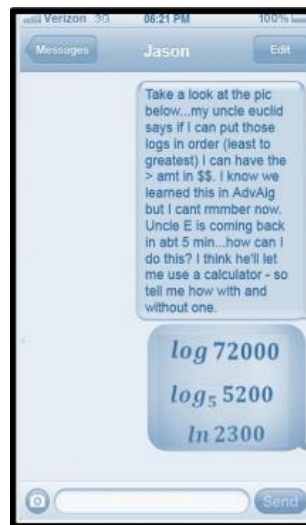 Verizon 3G 06:21 PM 100%
Messages Jason Edit
Take a look at the pic
below...my uncle euclid
says if I can put those
logs in order (least to
greatest) I can have the
> amt in $$. I know we
learned this in AdvAlg
but I cant rmmber now.
Uncle E is coming back
in abt 5 min...how can I
do this? I think he'll let
me use a calculator - so
tell me how with and
without one.
log 72000
log₅ 5200
ln 2300
Send